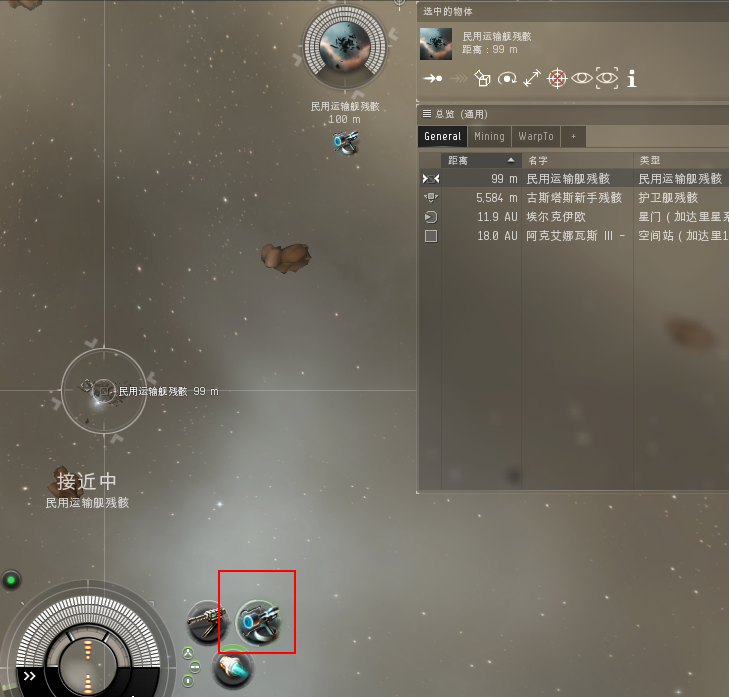 选中的物体
民用运输舰残骸
距离：99 m
民用运输舰残骸
100 m
总览（通用）
General Mining WarpTo +
距离 名字 类型
99 m 民用运输舰残骸 民用运输舰残骸
5,584 m 古斯塔斯新手残骸 护卫舰残骸
11.9 AU 埃尔克伊欧 星门（加达里星系
18.0 AU 阿克艾娜瓦斯 III - 空间站（加达里1
民用运输舰残骸 99 m
接近中
民用运输舰残骸